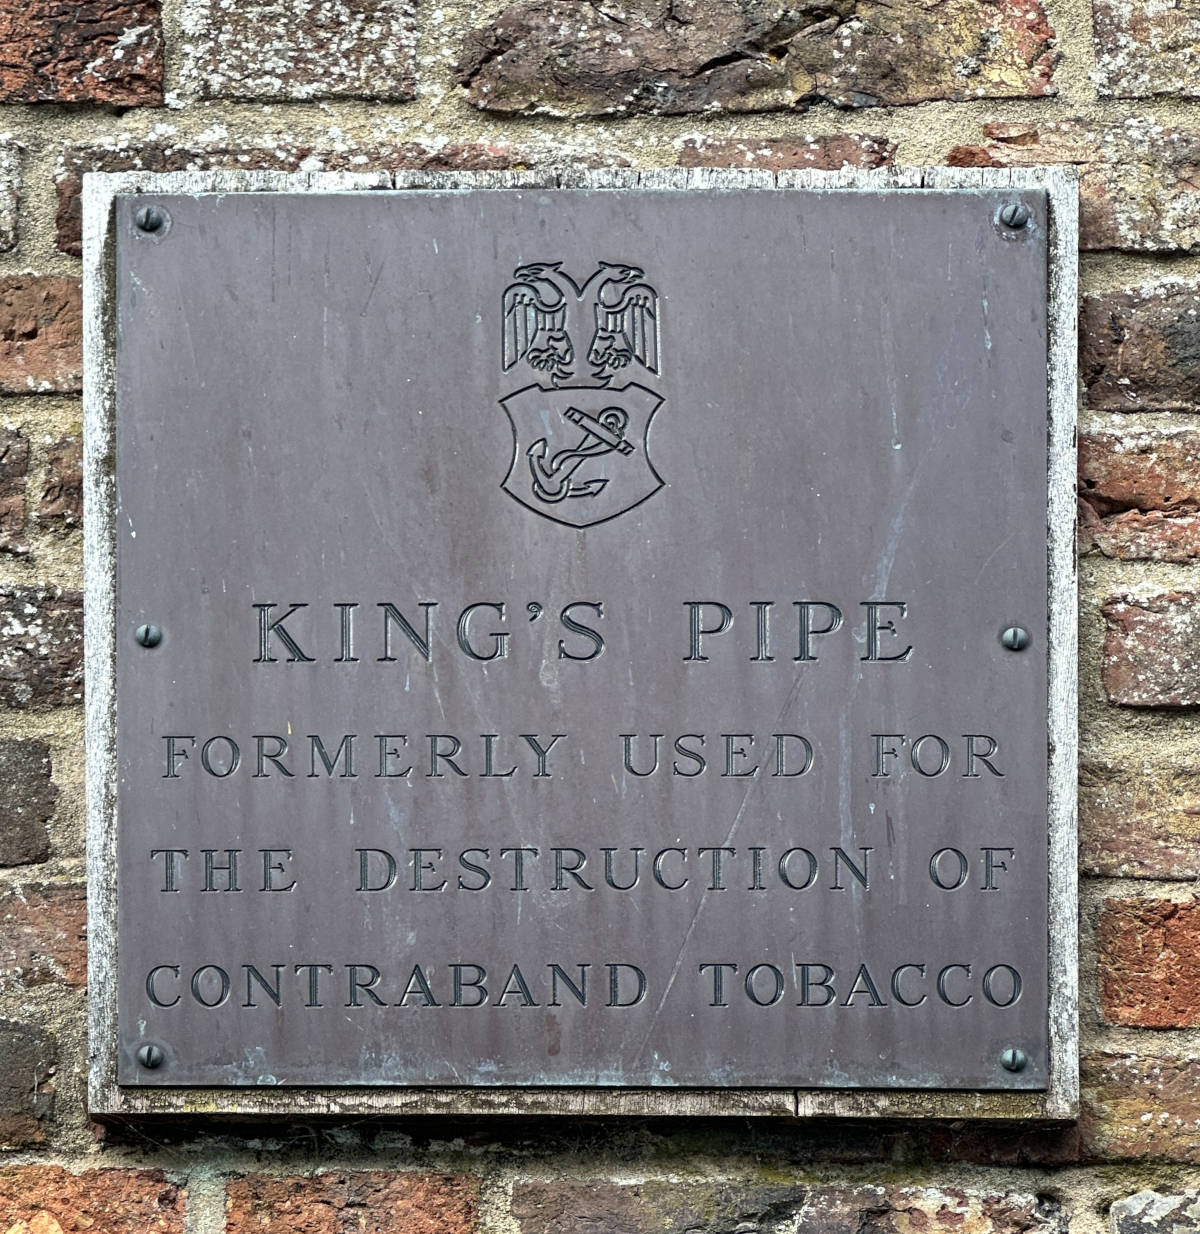 KING'S PIPE
FORMERLY USED FOR
THE DESTRUCTION OF
CONTRABAND TOBACCO